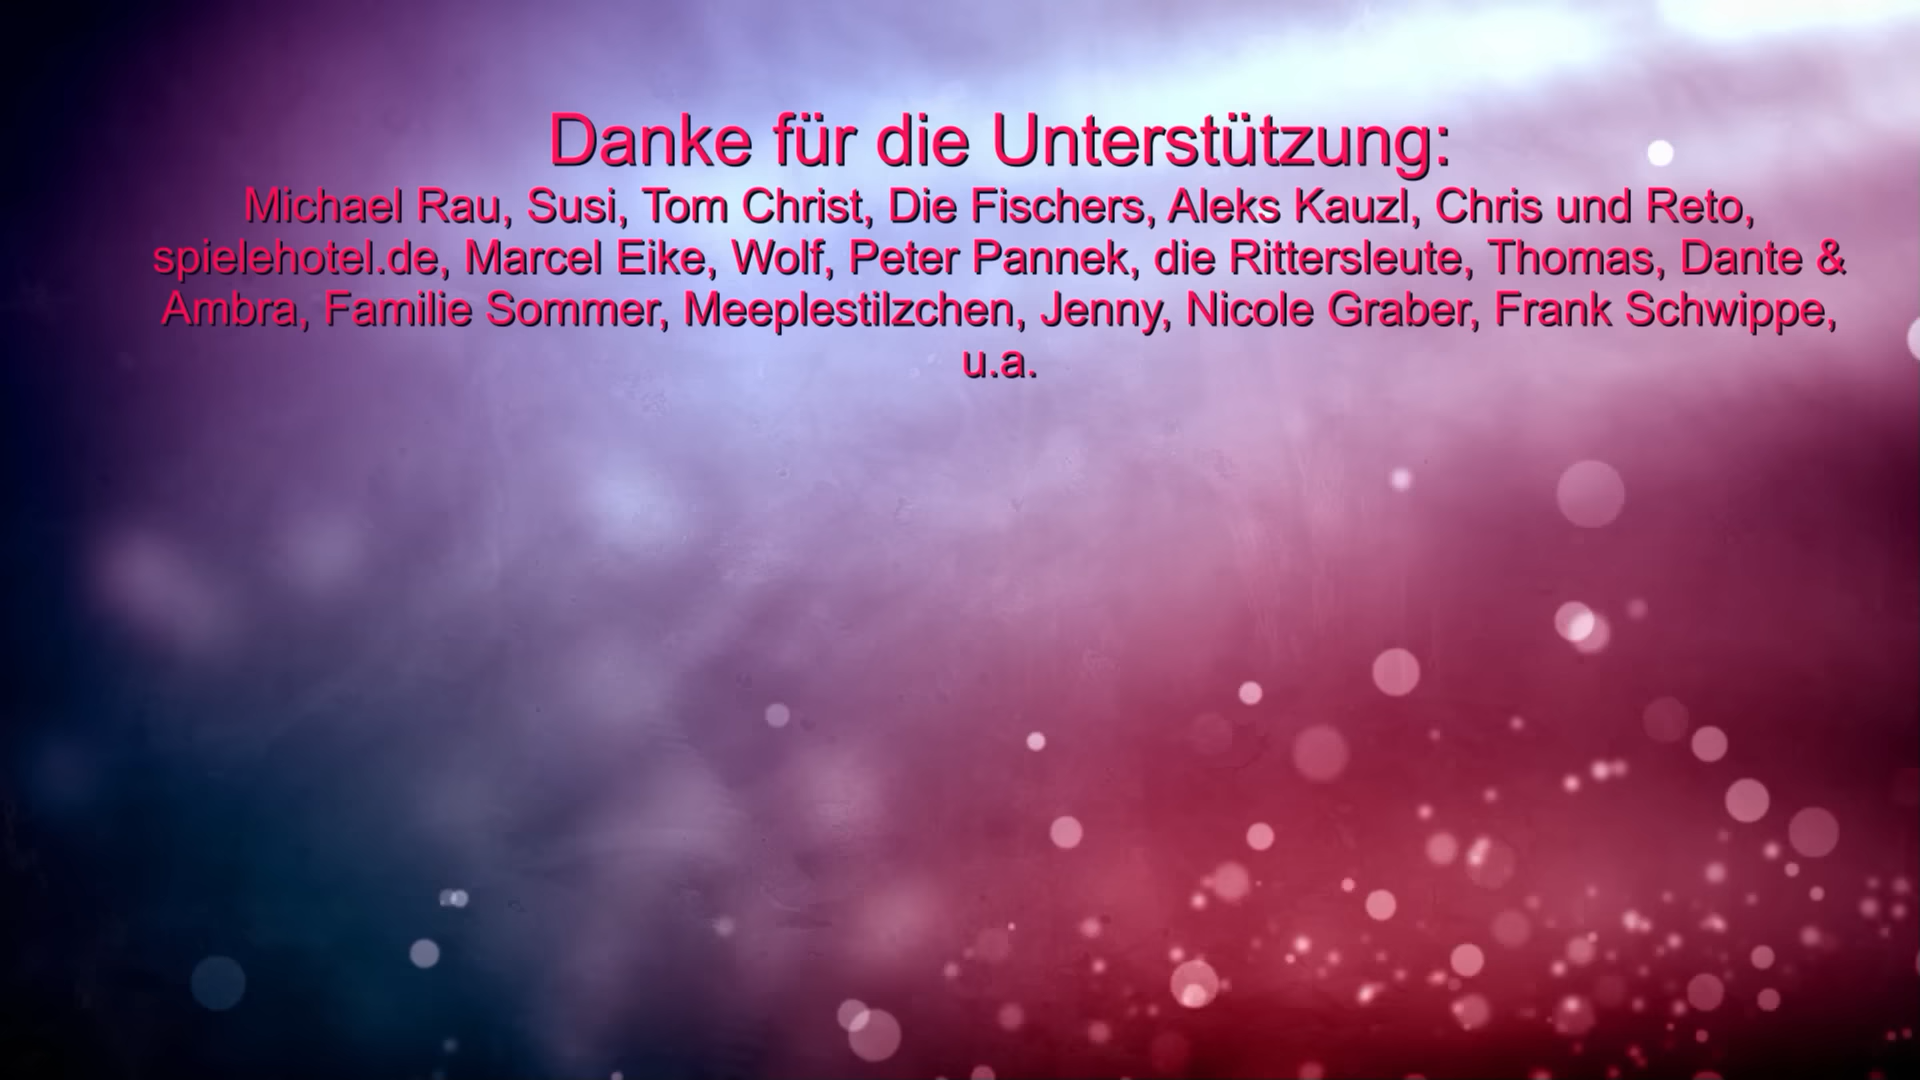 Danke für die Unterstützung:
Michael Rau, Susi, Tom Christ, Die Fischers, Aleks Kauzl, Chris und Reto,
spielehotel.de, Marcel Eike, Wolf, Peter Pannek, die Rittersleute, Thomas, Dante &
Ambra, Familie Sommer, Meeplestilzchen, Jenny, Nicole Graber, Frank Schwippe,
u.a.